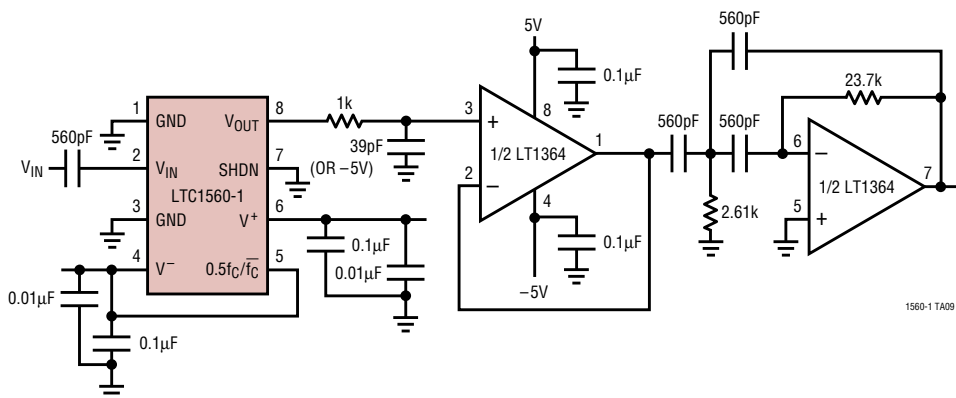 560pF
5V
0.1µF
23.7k
1
8
1k
3
8
GND
VOUT
+
560pF
39pF
(OR –5V)
1
560pF
560pF
6
–
VIN
2
VIN
SHDN
7
1/2 LT1364
1/2 LT1364
7
LTC1560-1
2
–
3
GND
V+
6
4
2.61k
5
+
0.1µF
0.1µF
4
V–
0.5fC/f̅C̅
5
0.01µF
0.01µF
–5V
0.1µF
1560-1 TA09